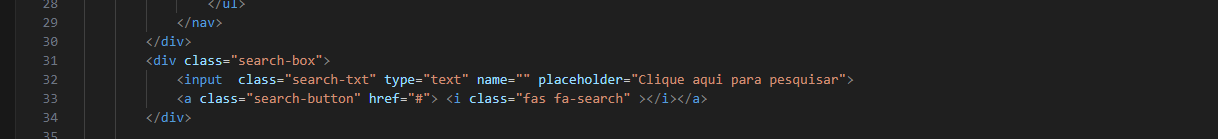 28 </ul>
29 </nav>
30 </div>
31 <div class="search-box">
32 <input  class="search-txt" type="text" name="" placeholder="Clique aqui para pesquisar">
33 <a class="search-button" href="#"> <i class="fas fa-search" ></i></a>
34 </div>
35